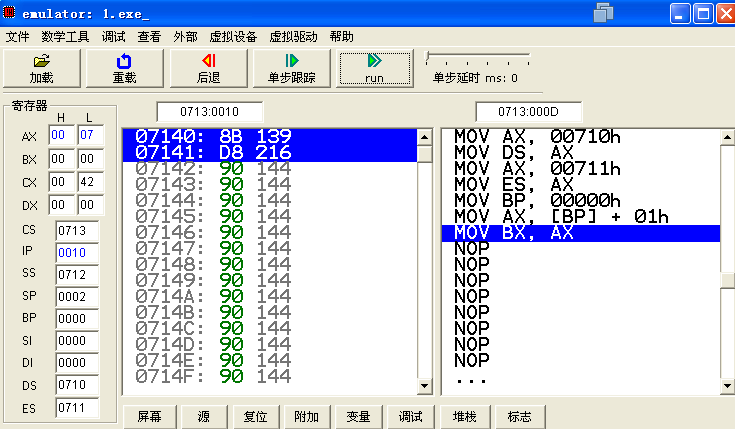 emulator: 1.exe_
文件 数学工具 调试 查看 外部 虚拟设备 虚拟驱动 帮助
加载 重载 后退 单步跟踪 run 单步延时 ms: 0
寄存器
H L
AX 00 07
BX 00 00
CX 00 42
DX 00 00
CS 0713
IP 0010
SS 0712
SP 0002
BP 0000
SI 0000
DI 0000
DS 0710
ES 0711
0713:0010
07140: 8B 139
07141: D8 216
07142: 90 144
07143: 90 144
07144: 90 144
07145: 90 144
07146: 90 144
07147: 90 144
07148: 90 144
07149: 90 144
0714A: 90 144
0714B: 90 144
0714C: 90 144
0714D: 90 144
0714E: 90 144
0714F: 90 144
0713:000D
MOV AX, 00710h
MOV DS, AX
MOV AX, 00711h
MOV ES, AX
MOV BP, 00000h
MOV AX, [BP] + 01h
MOV BX, AX
NOP
NOP
NOP
NOP
NOP
NOP
NOP
NOP
...
屏幕 源 复位 附加 变量 调试 堆栈 标志